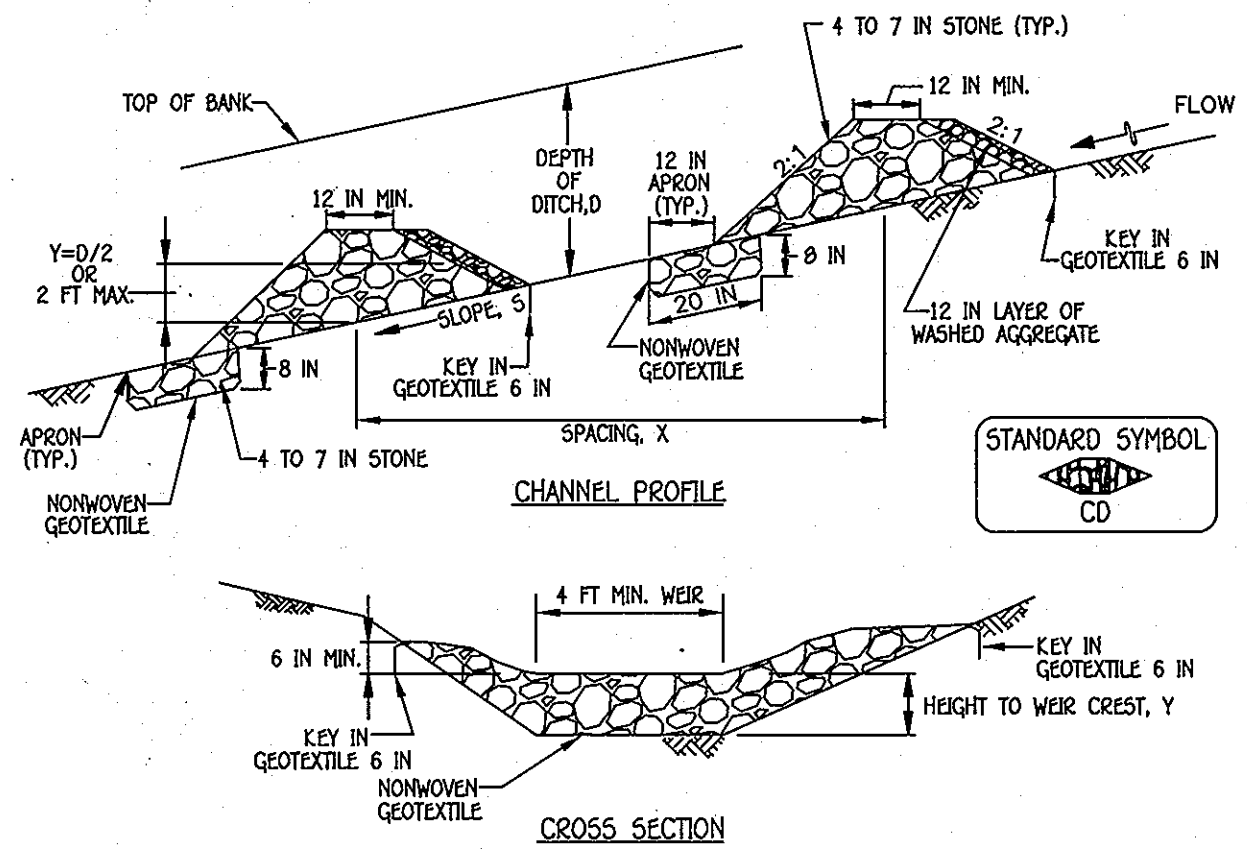 4 TO 7 IN STONE (TYP.)
12 IN MIN.
FLOW
TOP OF BANK
2:1
2:1
DEPTH
OF
DITCH,D
12 IN
APRON
(TYP.)
12 IN MIN.
8 IN
KEY IN
GEOTEXTILE 6 IN
Y=D/2
OR
2 FT MAX.
20 IN
SLOPE, S
12 IN LAYER OF
WASHED AGGREGATE
NONWOVEN
GEOTEXTILE
8 IN
KEY IN
GEOTEXTILE 6 IN
APRON
(TYP.)
SPACING, X
4 TO 7 IN STONE
NONWOVEN
GEOTEXTILE
CHANNEL PROFILE
STANDARD SYMBOL
CD
4 FT MIN. WEIR
6 IN MIN.
KEY IN
GEOTEXTILE 6 IN
HEIGHT TO WEIR CREST, Y
KEY IN
GEOTEXTILE 6 IN
NONWOVEN
GEOTEXTILE
CROSS SECTION